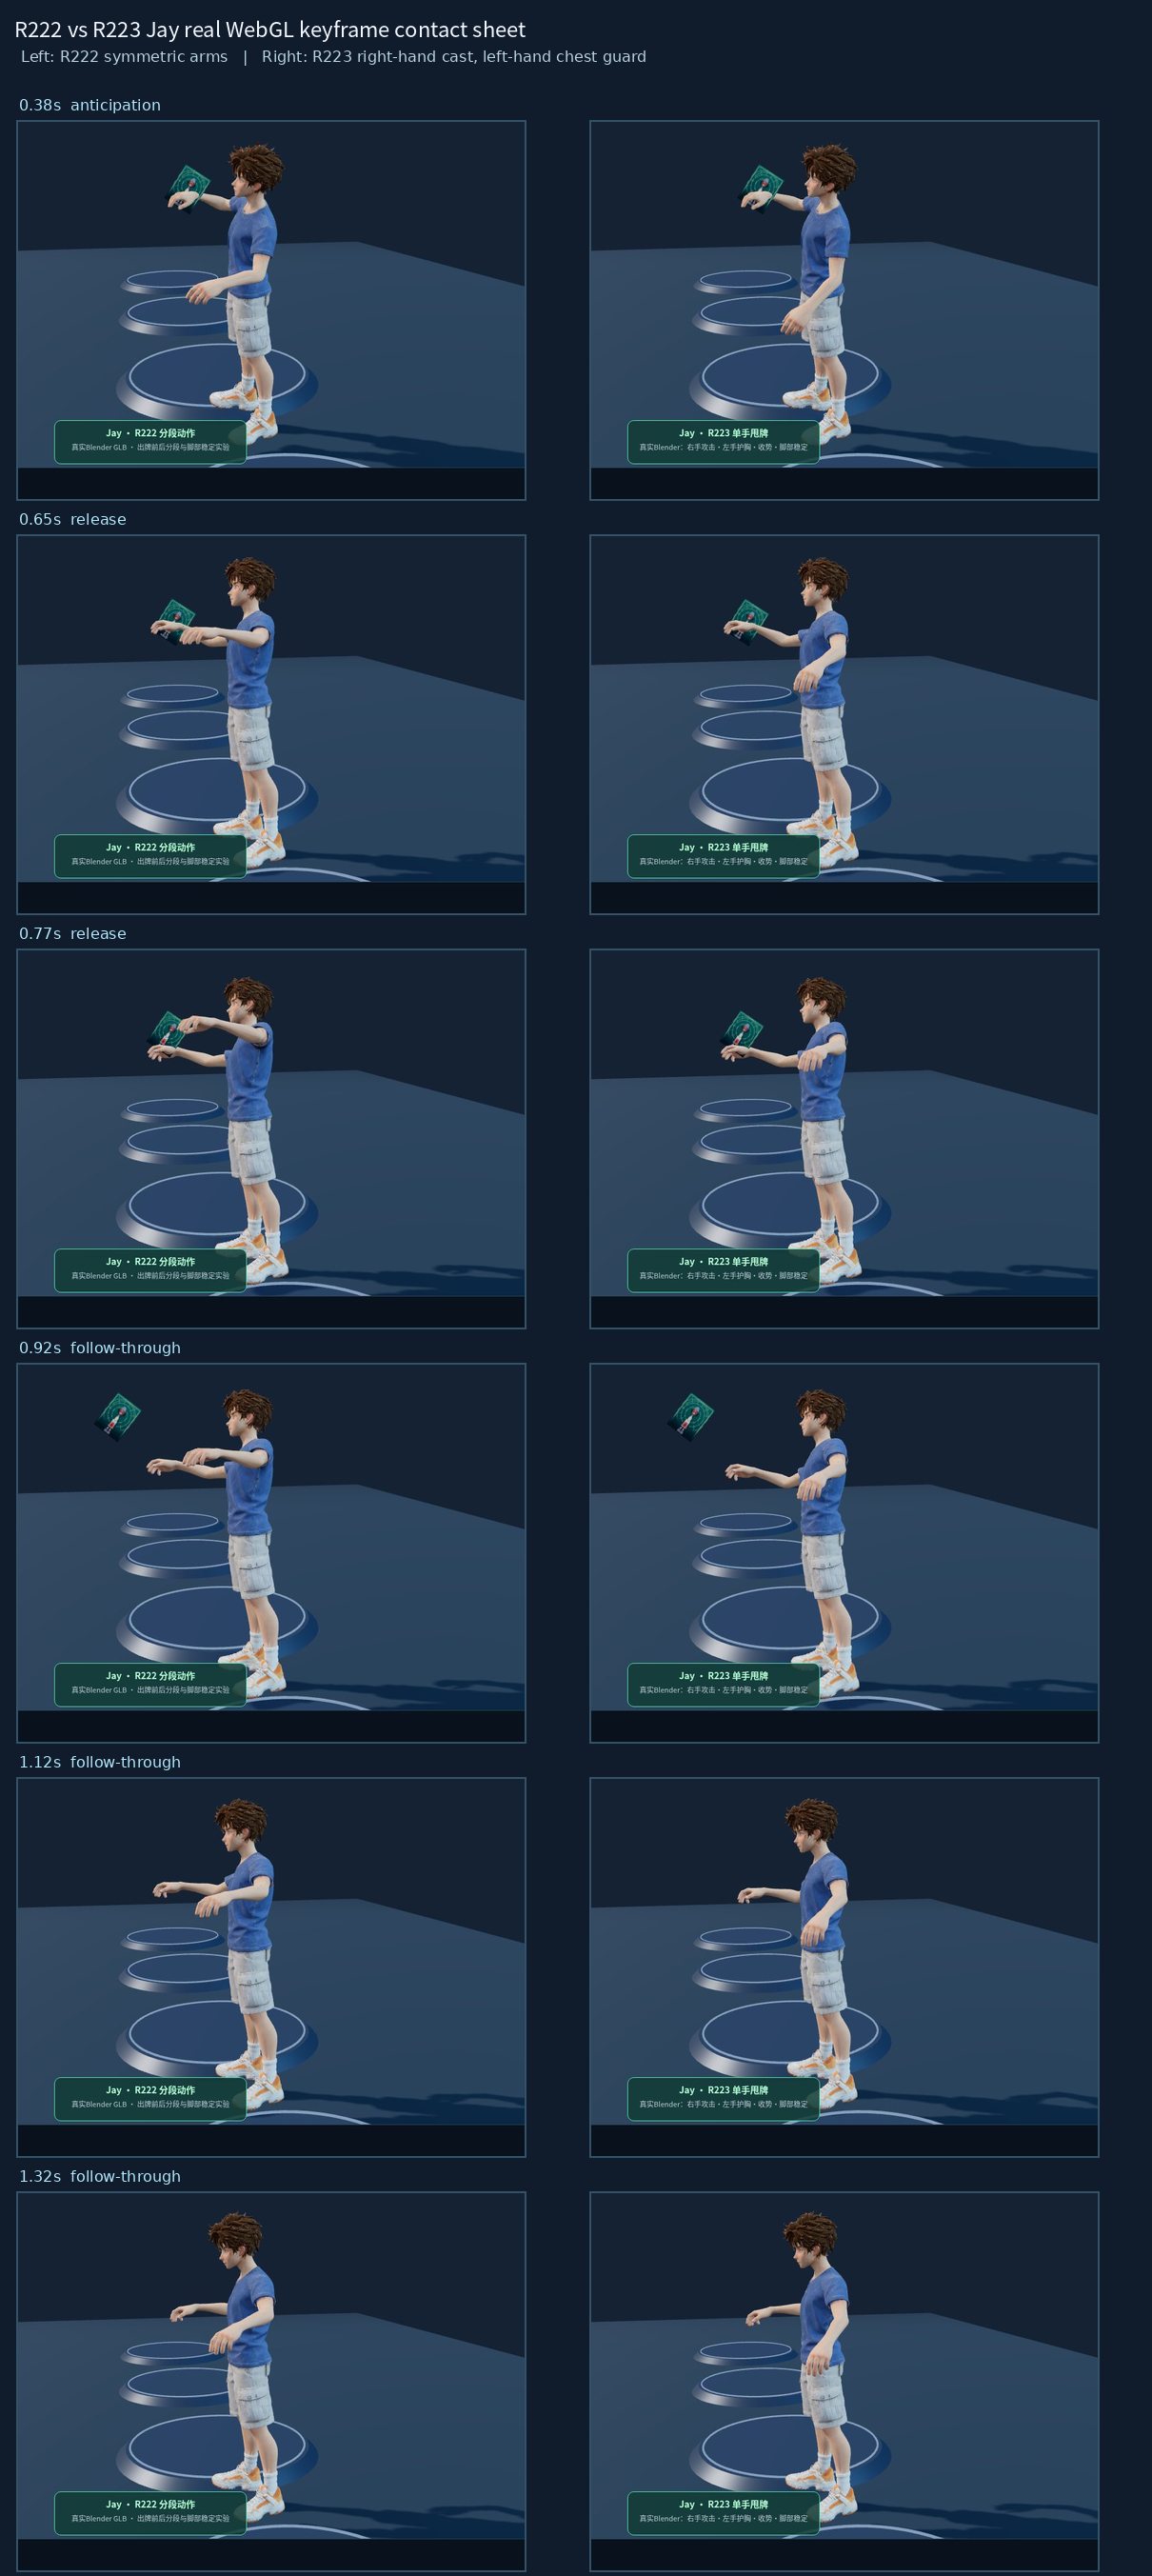 R222 vs R223 Jay real WebGL keyframe contact sheet
Left: R222 symmetric arms | Right: R223 right-hand cast, left-hand chest guard
0.38s anticipation
Jay · R222 分段动作
真实Blender GLB · 出牌前后分段与脚部稳定实验
Jay · R223 单手甩牌
真实Blender：右手攻击·左手护胸·收势·脚部稳定
0.65s release
Jay · R222 分段动作
真实Blender GLB · 出牌前后分段与脚部稳定实验
Jay · R223 单手甩牌
真实Blender：右手攻击·左手护胸·收势·脚部稳定
0.77s release
Jay · R222 分段动作
真实Blender GLB · 出牌前后分段与脚部稳定实验
Jay · R223 单手甩牌
真实Blender：右手攻击·左手护胸·收势·脚部稳定
0.92s follow-through
Jay · R222 分段动作
真实Blender GLB · 出牌前后分段与脚部稳定实验
Jay · R223 单手甩牌
真实Blender：右手攻击·左手护胸·收势·脚部稳定
1.12s follow-through
Jay · R222 分段动作
真实Blender GLB · 出牌前后分段与脚部稳定实验
Jay · R223 单手甩牌
真实Blender：右手攻击·左手护胸·收势·脚部稳定
1.32s follow-through
Jay · R222 分段动作
真实Blender GLB · 出牌前后分段与脚部稳定实验
Jay · R223 单手甩牌
真实Blender：右手攻击·左手护胸·收势·脚部稳定